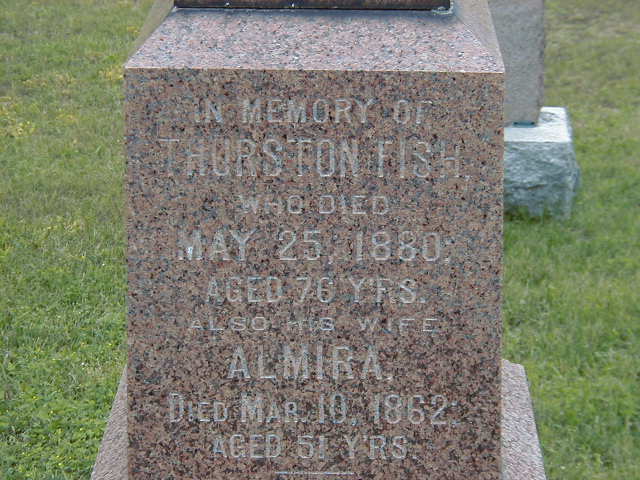 IN MEMORY OF
THURSTON FISH.
WHO DIED
MAY 25, 1880;
AGED 76 YRS.
ALSO HIS WIFE
ALMIRA.
DIED MAR. 10, 1862;
AGED 51 Y'RS.